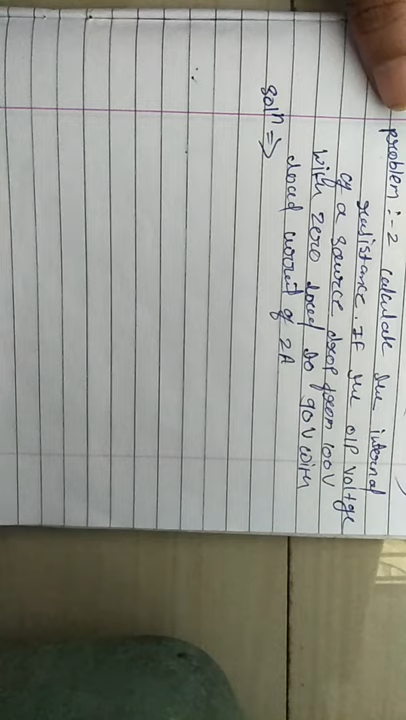 problem :- 2 calculate the internal
resistance. If the o/p voltge
of a source drop from 100V
with zero load to 90V with
load current of 2A
Solⁿ ⇒